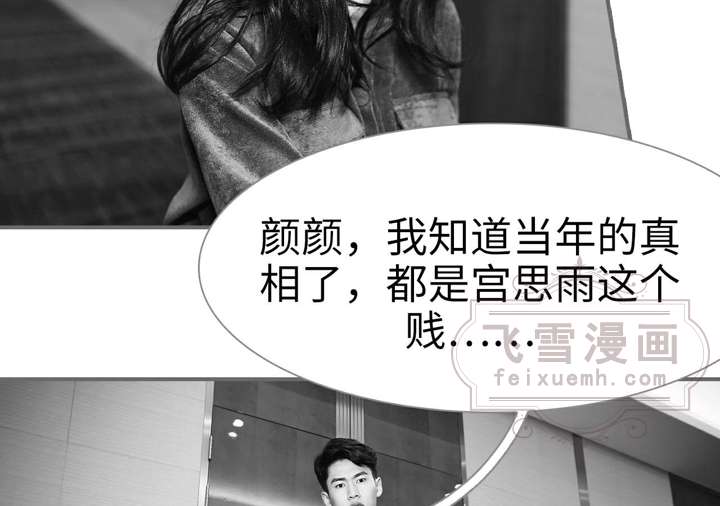 颜颜，我知道当年的真
相了，都是宫思雨这个
贱……
飞雪漫画
feixuemh.com